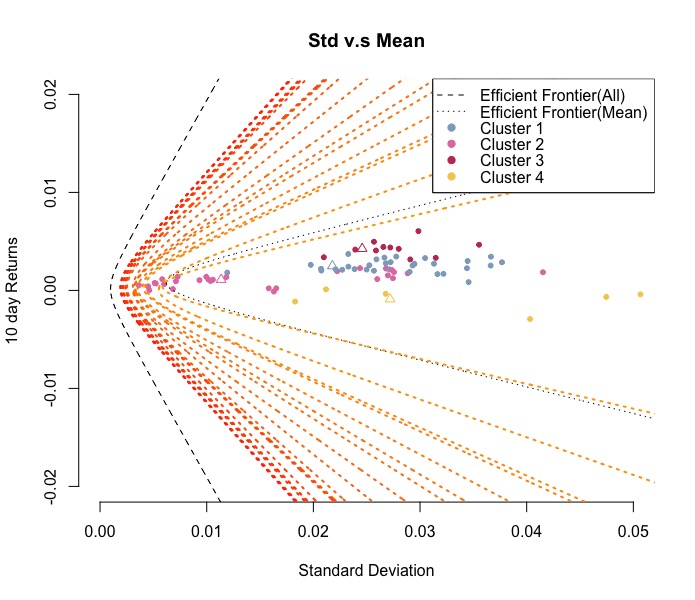 Std v.s Mean
Efficient Frontier(All)
Efficient Frontier(Mean)
Cluster 1
Cluster 2
Cluster 3
Cluster 4
10 day Returns
0.02
0.01
0.00
-0.01
-0.02
0.00 0.01 0.02 0.03 0.04 0.05
Standard Deviation